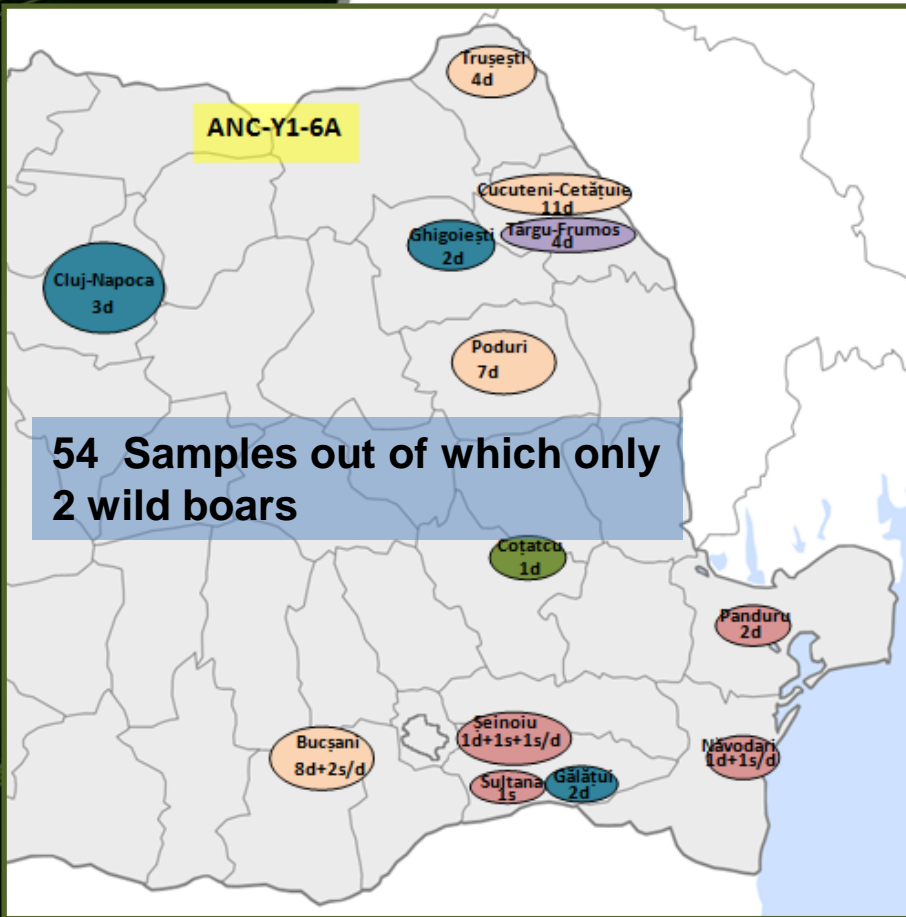 Trușești
4d
ANC-Y1-6A
Cucuteni-Cetățuie
11d
Târgu-Frumos
4d
Ghigoiești
2d
Cluj-Napoca
3d
Poduri
7d
54 Samples out of which only
2 wild boars
Coțatcu
1d
Panduru
2d
Șeinoiu
1d+1s+1s/d
Bucșani
8d+2s/d
Năvodari
1d+1s/d
Sultana
1s
Gălățui
2d